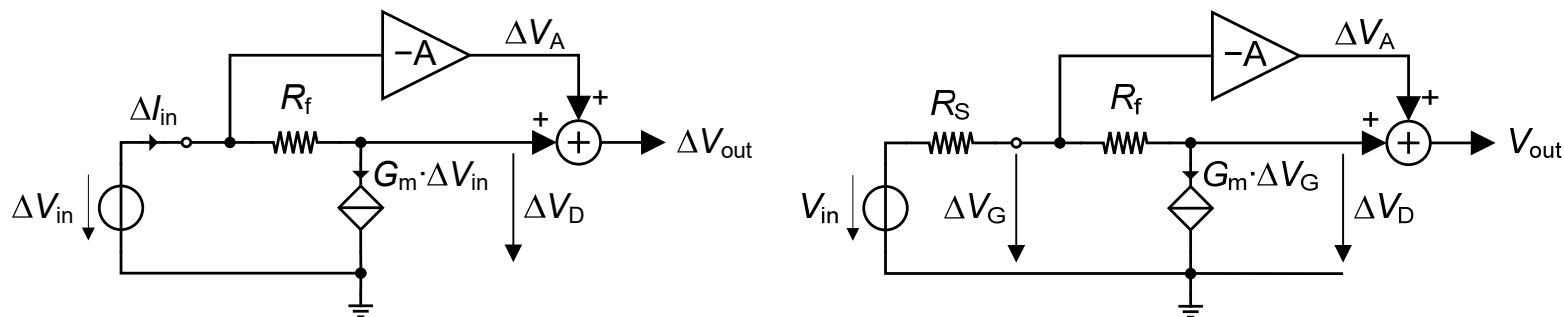 ΔV_A
−A
R_f
ΔI_in
+
+
+
ΔV_out
G_m·ΔV_in
ΔV_in
ΔV_D
ΔV_A
−A
R_S
R_f
+
+
+
V_out
G_m·ΔV_G
V_in
ΔV_G
ΔV_D